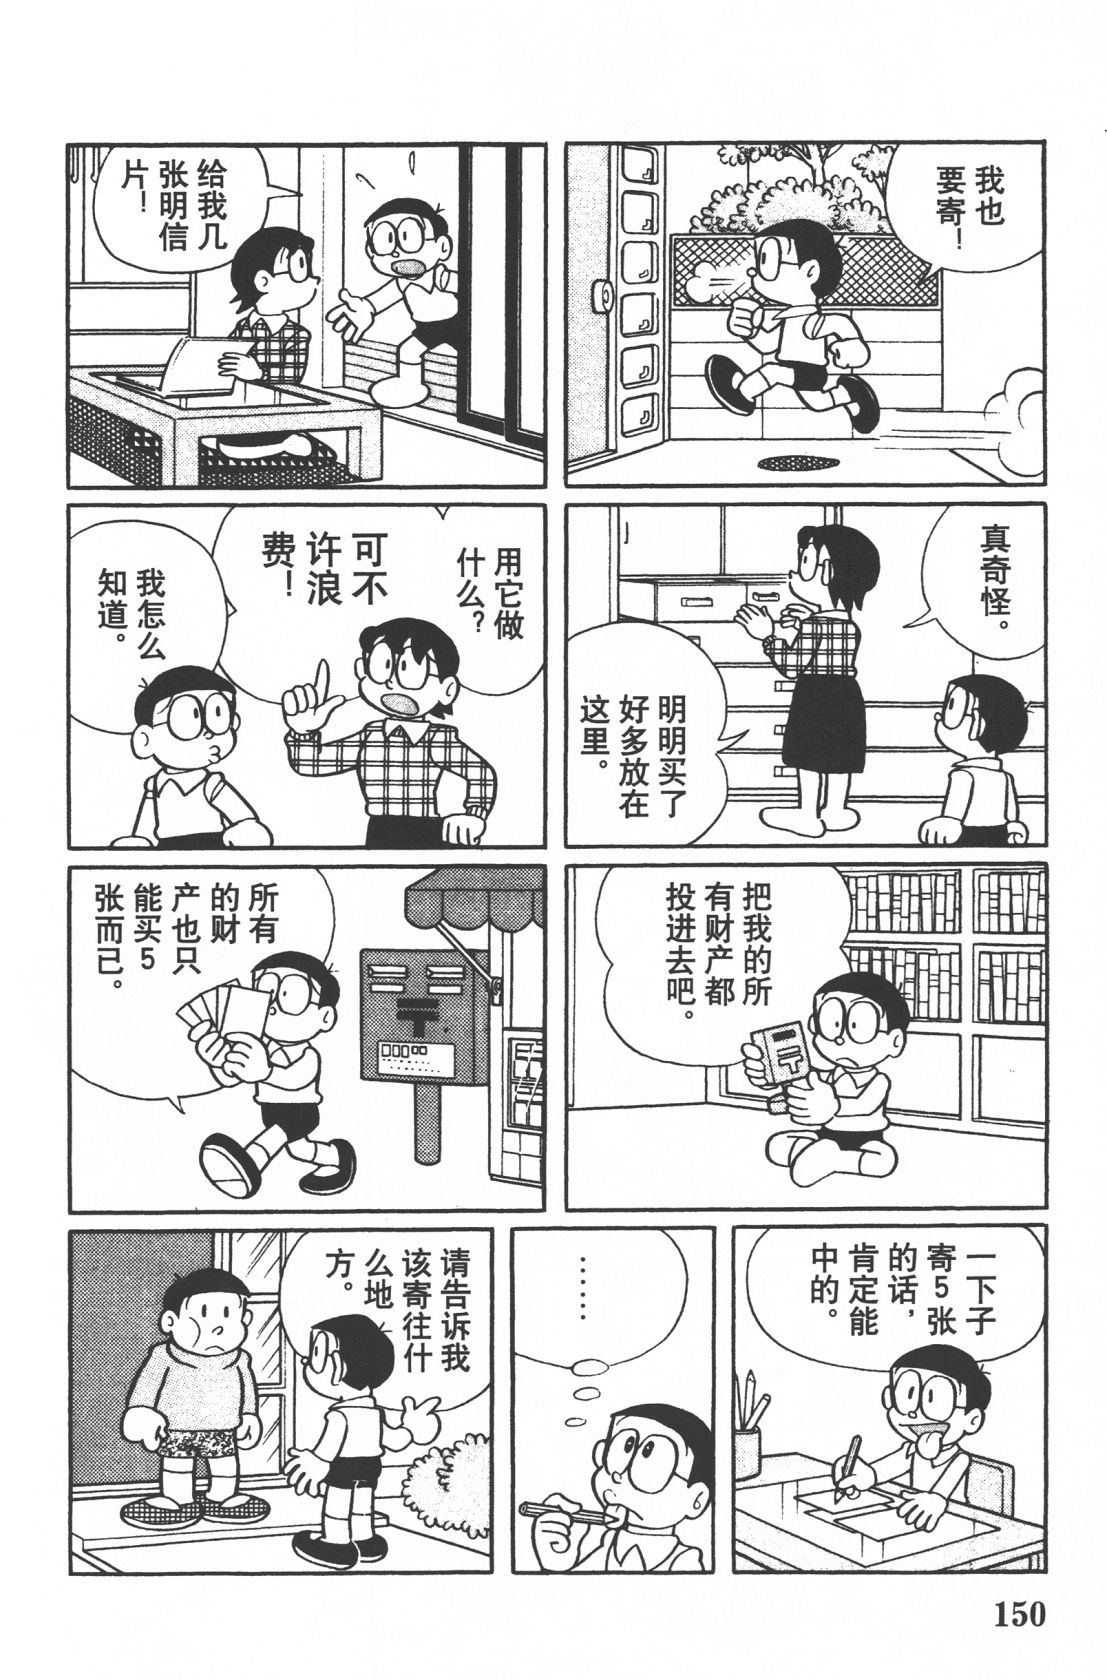 我也
要寄！
给我几
张明信
片！
真奇怪。
明明买了
好多放在
这里。
用它做
什么？
可不
许浪
费！
我怎么
知道。
把我的所
有财产都
投进去吧。
所有
的财
产也只
能买5
张而已。
一下子
寄5张
的话，
肯定能
中的。
……
请告诉我
该寄往什
么地
方。
150